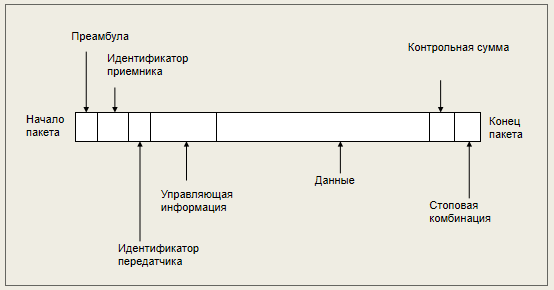 Преамбула
Идентификатор
приемника
Контрольная сумма
Начало
пакета
Конец
пакета
Данные
Управляющая
информация
Стоповая
комбинация
Идентификатор
передатчика